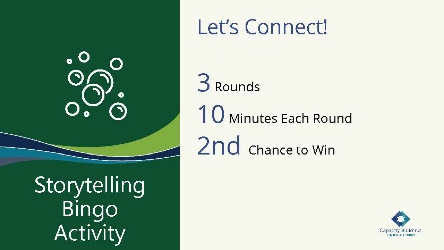 Let's Connect!
3 Rounds
10 Minutes Each Round
2nd Chance to Win
Storytelling
Bingo
Activity